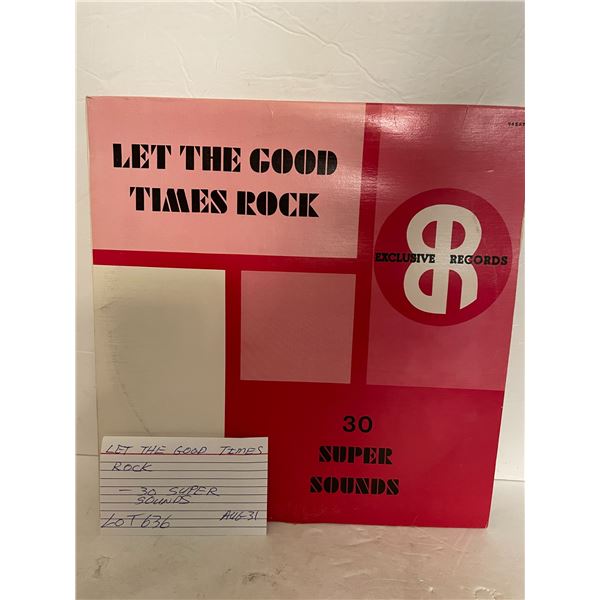 LET THE GOOD
TIMES ROCK
EXCLUSIVE RECORDS
30
SUPER
SOUNDS
LET THE GOOD TIMES
ROCK
- 30 SUPER
SOUNDS
LOT 636 AUG-31